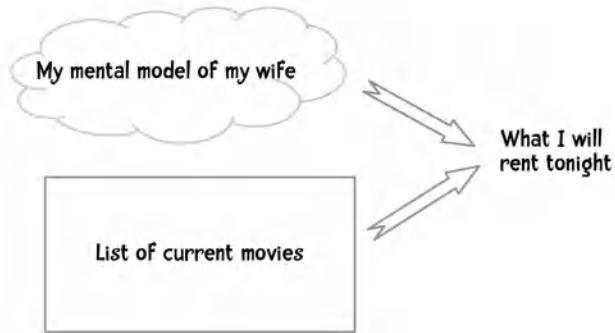 My mental model of my wife
What I will
rent tonight
List of current movies